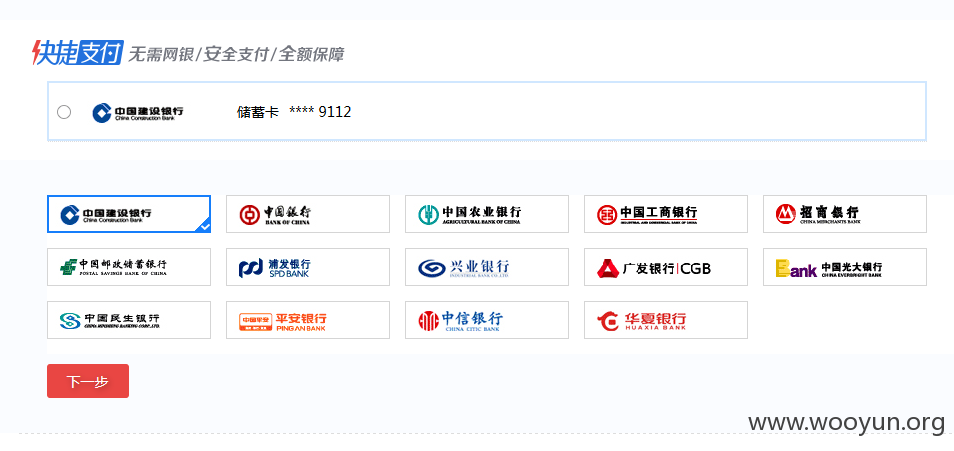 快捷支付 无需网银/安全支付/全额保障
中国建设银行 储蓄卡 **** 9112
China Construction Bank
中国建设银行 中国银行 中国农业银行 中国工商银行 招商银行
China Construction Bank BANK OF CHINA AGRICULTURAL BANK OF CHINA INDUSTRIAL AND COMMERCIAL BANK OF CHINA CHINA MERCHANTS BANK
中国邮政储蓄银行 浦发银行 兴业银行 广发银行|CGB Bank 中国光大银行
POSTAL SAVINGS BANK OF CHINA SPD BANK INDUSTRIAL BANK CO.,LTD. CHINA EVERBRIGHT BANK
中国民生银行 中国平安 平安银行 中信银行 华夏银行
CHINA MINSHENG BANKING CORP.,LTD. PINGAN BANK CHINA CITIC BANK HUAXIA BANK
下一步
www.wooyun.org